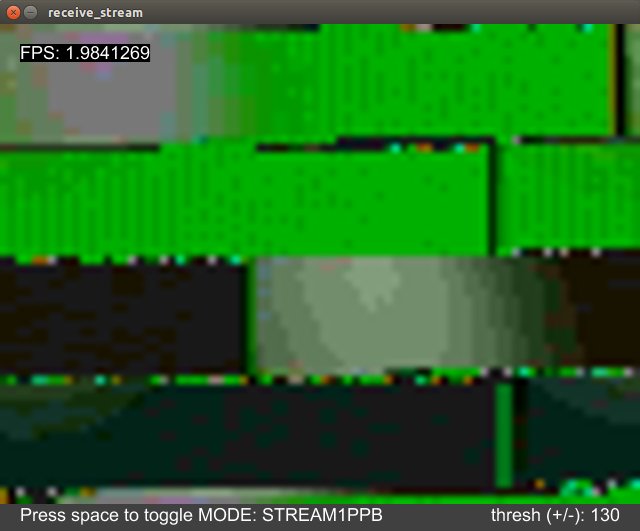 receive_stream
FPS: 1.9841269
Press space to toggle MODE: STREAM1PPB
thresh (+/-): 130